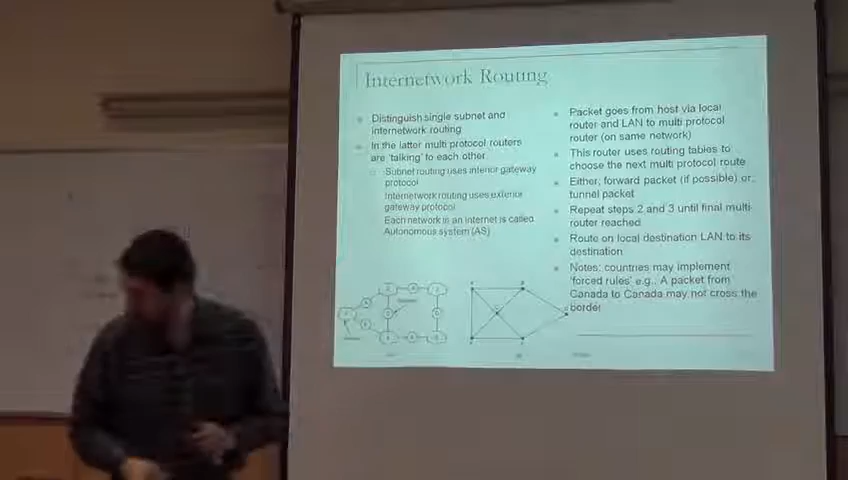 Internetwork Routing
Distinguish single subnet and
internetwork routing
In the latter multi protocol routers
are 'talking' to each other
Subnet routing uses interior gateway
protocol
Internetwork routing uses exterior
gateway protocol
Each network in an Internet is called
Autonomous system (AS)
Packet goes from host via local
router and LAN to multi protocol
router (on same network)
This router uses routing tables to
choose the next multi protocol route
Either, forward packet (if possible) or,
tunnel packet
Repeat steps 2 and 3 until final multi
router reached
Route on local destination LAN to its
destination
Notes: countries may implement
'forced rules' e.g., A packet from
Canada to Canada may not cross the
border